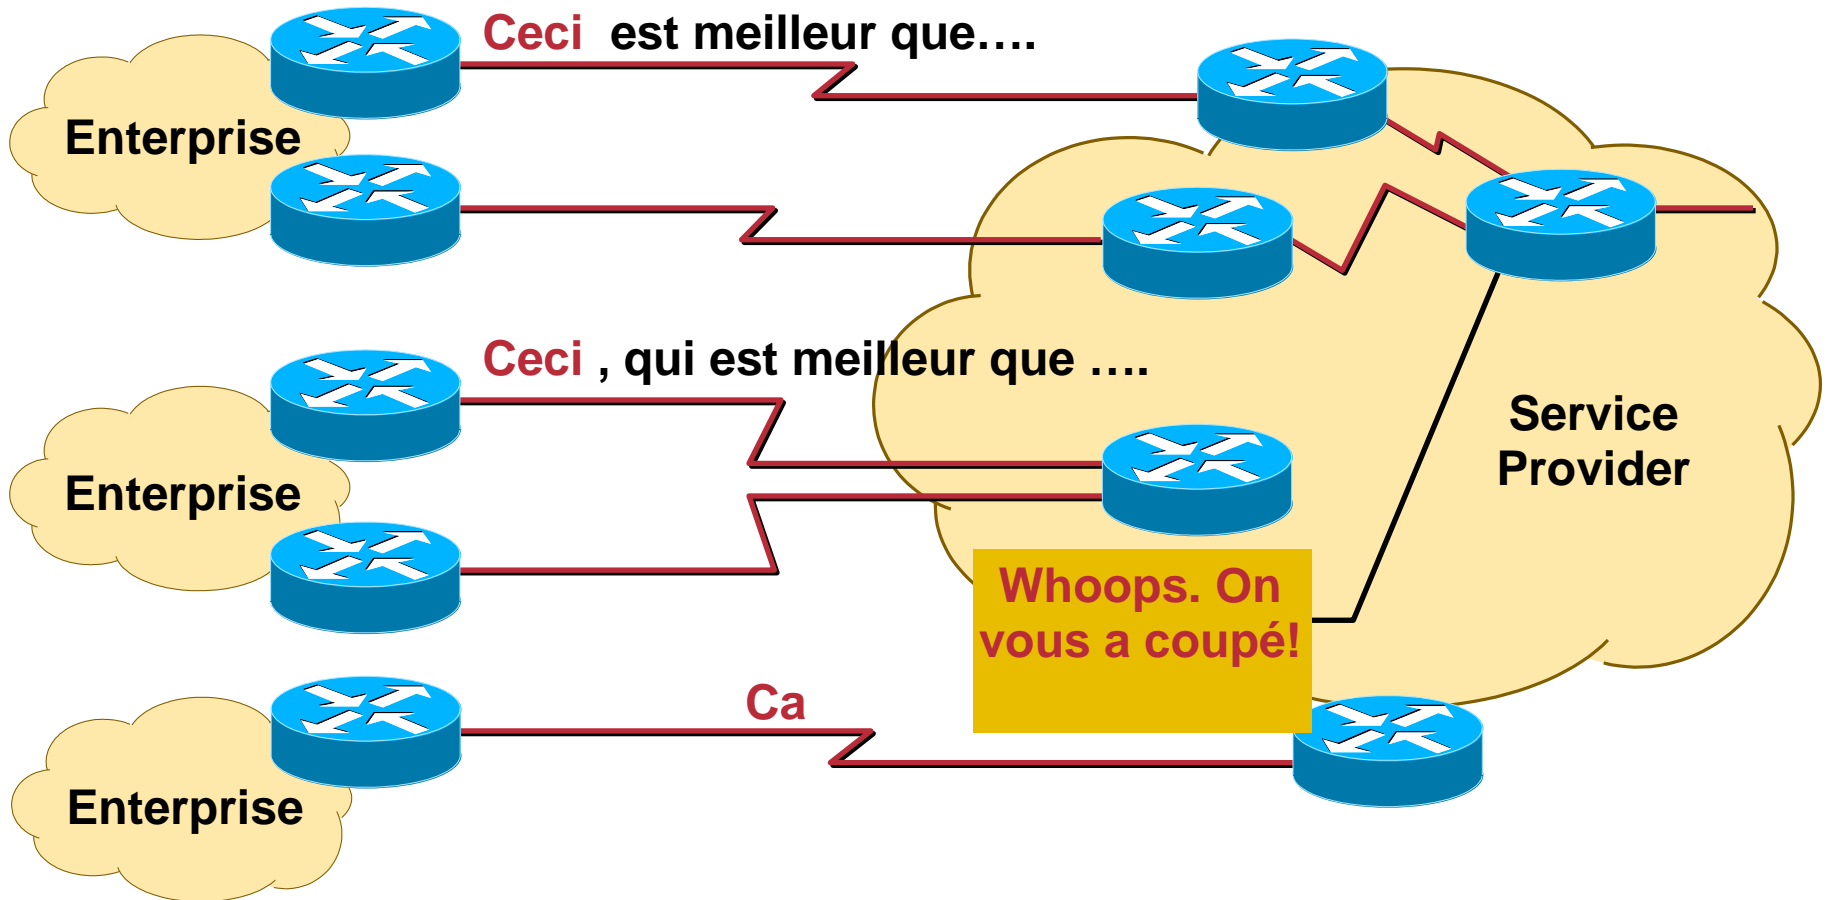 Ceci est meilleur que….
Enterprise
Ceci , qui est meilleur que ….
Enterprise
Service
Provider
Whoops. On
vous a coupé!
Ca
Enterprise